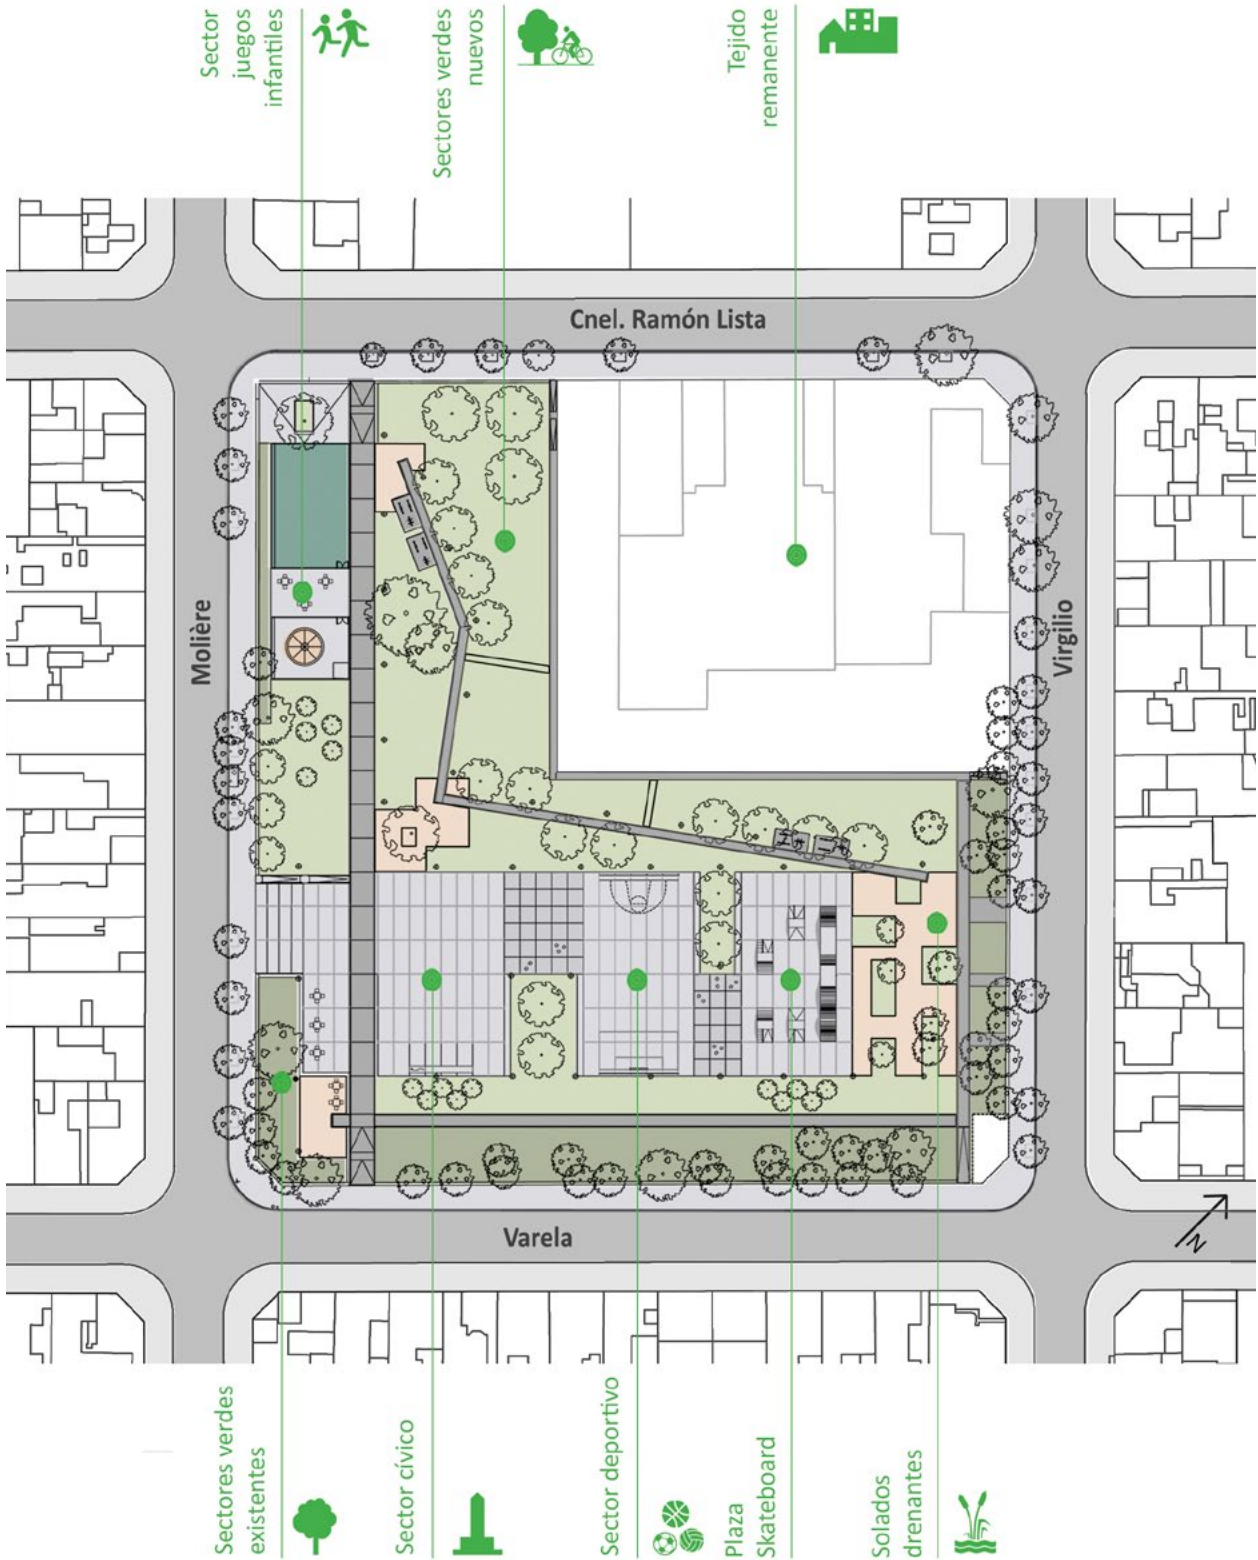 Sector
juegos
infantiles
Sectores verdes
nuevos
Tejido
remanente
Cnel. Ramón Lista
Molière
Virgilio
Varela
N
Sectores verdes
existentes
Sector cívico
Sector deportivo
Plaza
Skateboard
Solados
drenantes